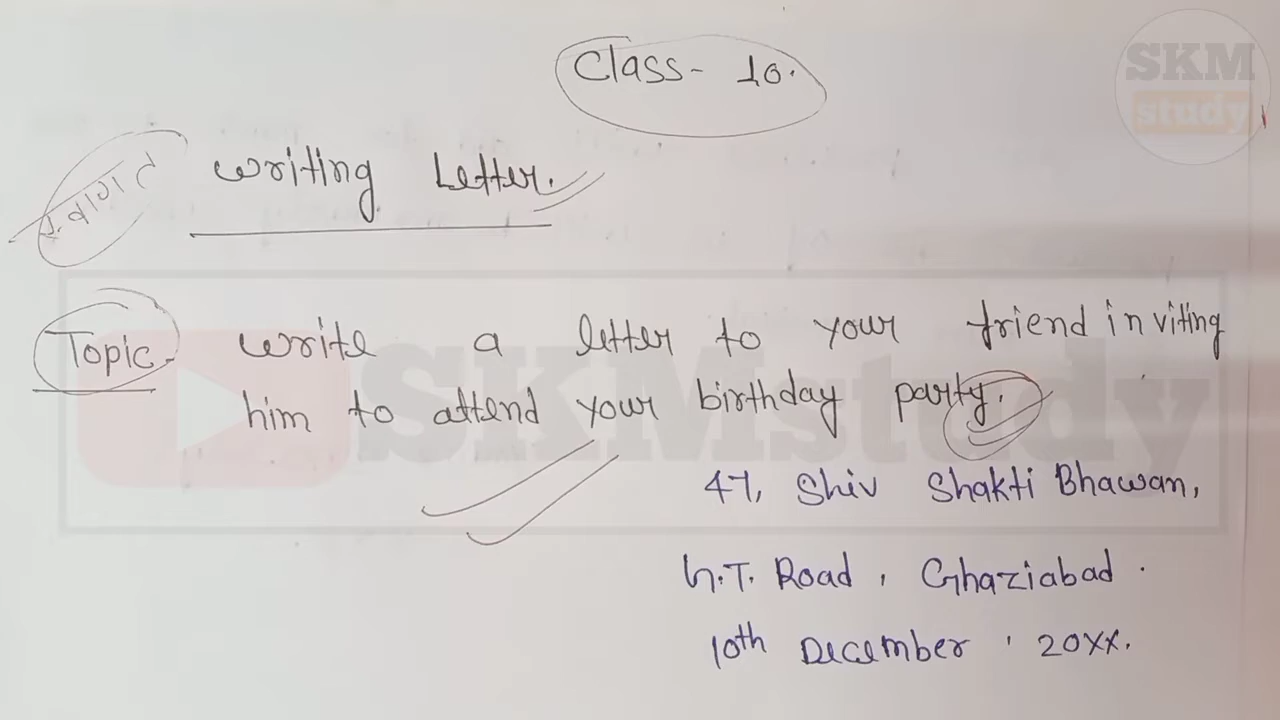 Class - 10.
SKM
study
Writing Letter.
Topic. Write a letter to your friend inviting
him to attend your birthday party.
SKMstudy
47, Shiv Shakti Bhawan,
G.T. Road, Ghaziabad.
10th December, 20XX.